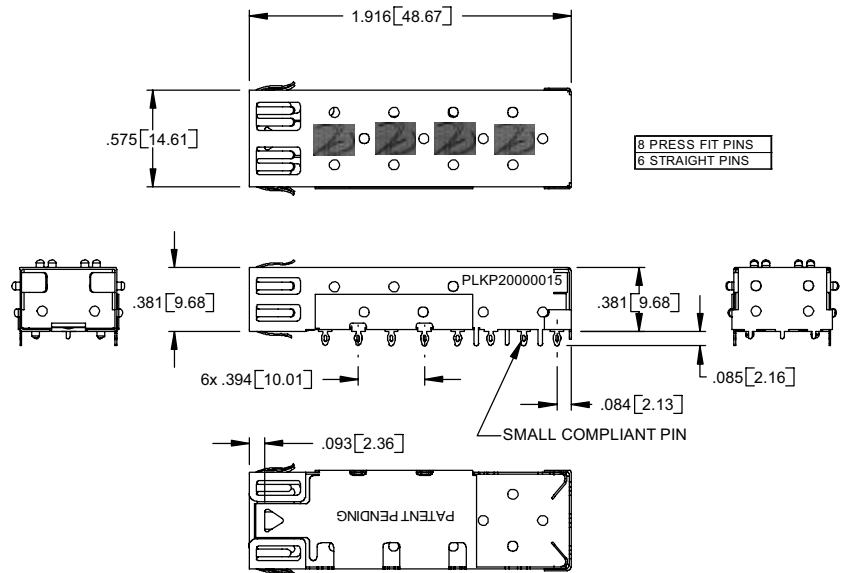 1.916[48.67]
.575[14.61]
8 PRESS FIT PINS
6 STRAIGHT PINS
PLKP20000015
.381[9.68]
.381[9.68]
6x .394[10.01]
.085[2.16]
.084[2.13]
SMALL COMPLIANT PIN
.093[2.36]
PATENT PENDING